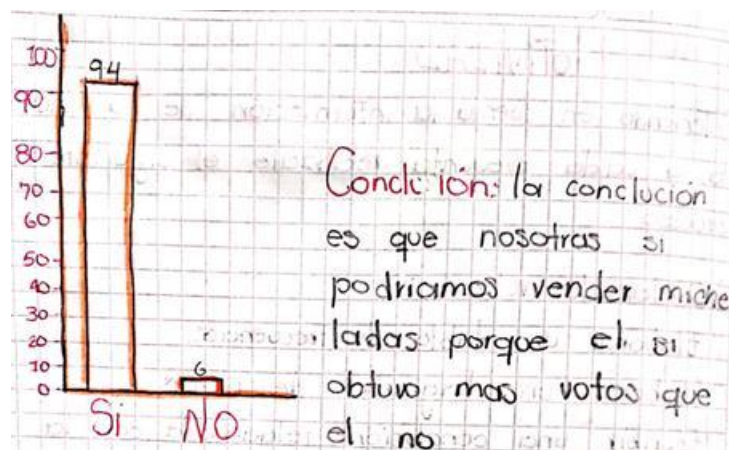 100
90
80
70
60
50
40
30
20
10
0
94
6
Si
NO
Conclución: la conclución
es que nosotras si
podriamos vender miche
ladas porque el si
obtuvo mas votos que
el no